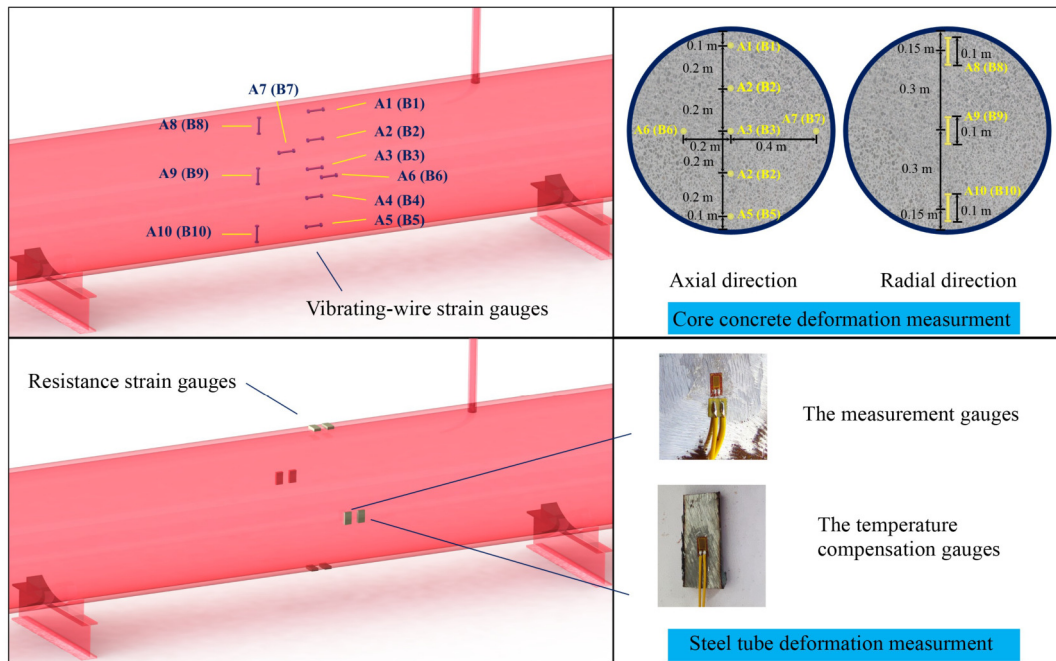 A7 (B7)
A8 (B8)
A1 (B1)
A2 (B2)
A3 (B3)
A9 (B9)
A6 (B6)
A4 (B4)
A10 (B10)
A5 (B5)
Vibrating-wire strain gauges
0.1 m
A1 (B1)
0.2 m
A2 (B2)
0.2 m
A6 (B6)
A3 (B3)
A7 (B7)
0.2 m
0.4 m
0.2 m
A2 (B2)
0.2 m
0.1 m
A5 (B5)
0.15 m
0.1 m
A8 (B8)
0.3 m
A9 (B9)
0.1 m
0.3 m
A10 (B10)
0.15 m
0.1 m
Axial direction
Radial direction
Core concrete deformation measurment
Resistance strain gauges
The measurement gauges
The temperature
compensation gauges
Steel tube deformation measurment